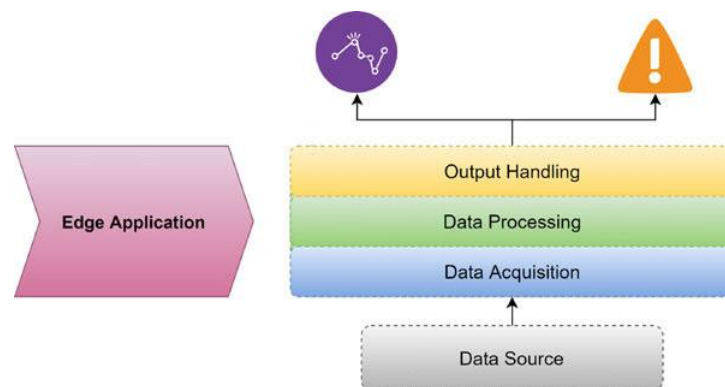 Output Handling
Edge Application
Data Processing
Data Acquisition
Data Source